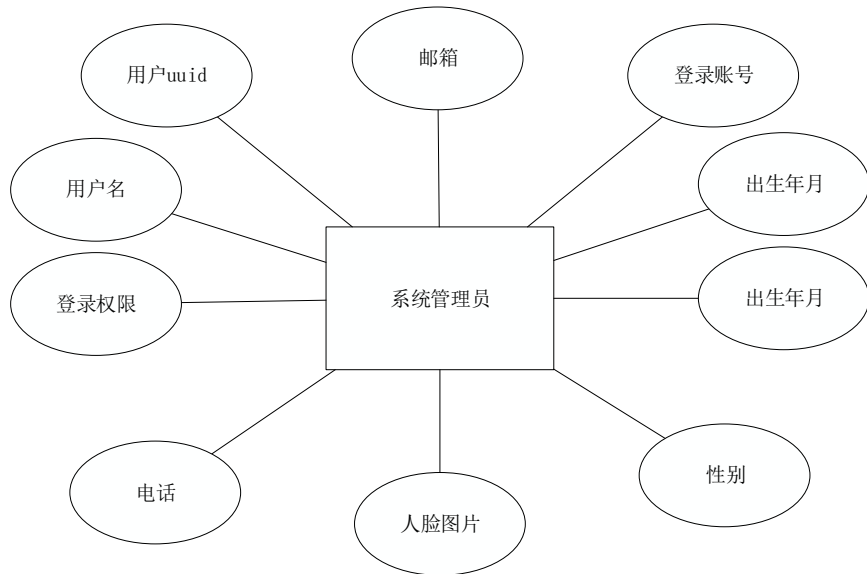 邮箱
用户uuid
登录账号
用户名
出生年月
登录权限
系统管理员
出生年月
电话
人脸图片
性别